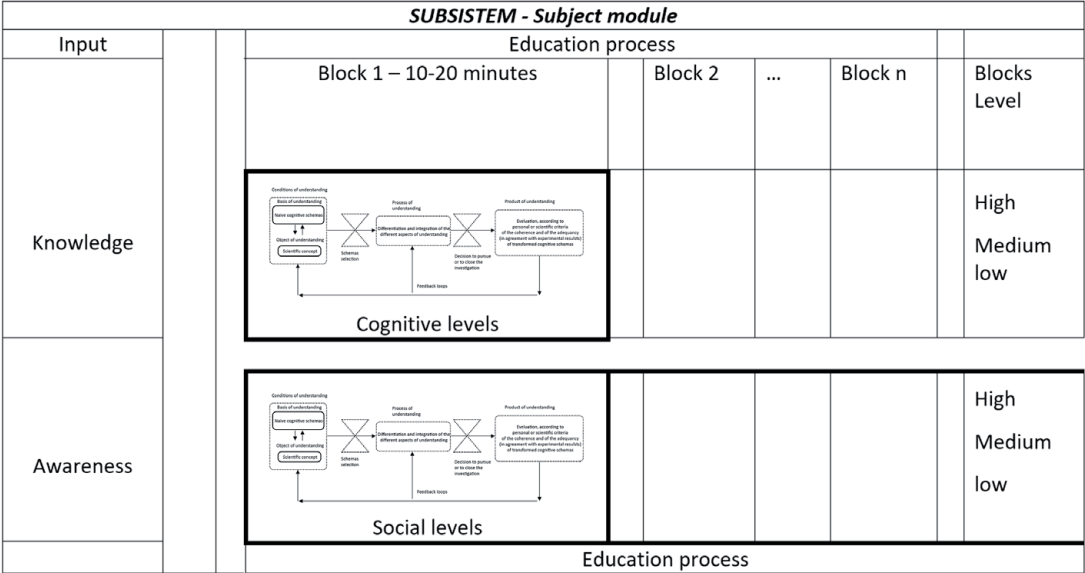 SUBSISTEM - Subject module
Input
Education process
Block 1 – 10-20 minutes
Block 2
...
Block n
Blocks
Level
Knowledge
Conditions of understanding
Basis of understanding
Naive cognitive schemas
Object of understanding
Scientific concept
Schemas
selection
Process of
understanding
Differentiation and integration of the
different aspects of understanding
Decision to pursue
or to close the
investigation
Product of understanding
Evaluation, according to
personal or scientific criteria
of the coherence and of the adequancy
(in agreement with experimental resulds)
of transformed cognitive schemas
Feedback loops
Cognitive levels
High
Medium
low
Awareness
Conditions of understanding
Basis of understanding
Naive cognitive schemas
Object of understanding
Scientific concept
Schemas
selection
Process of
understanding
Differentiation and integration of the
different aspects of understanding
Decision to pursue
or to close the
investigation
Product of understanding
Evaluation, according to
personal or scientific criteria
of the coherence and of the adequancy
(in agreement with experimental resulds)
of transformed cognitive schemas
Feedback loops
Social levels
High
Medium
low
Education process